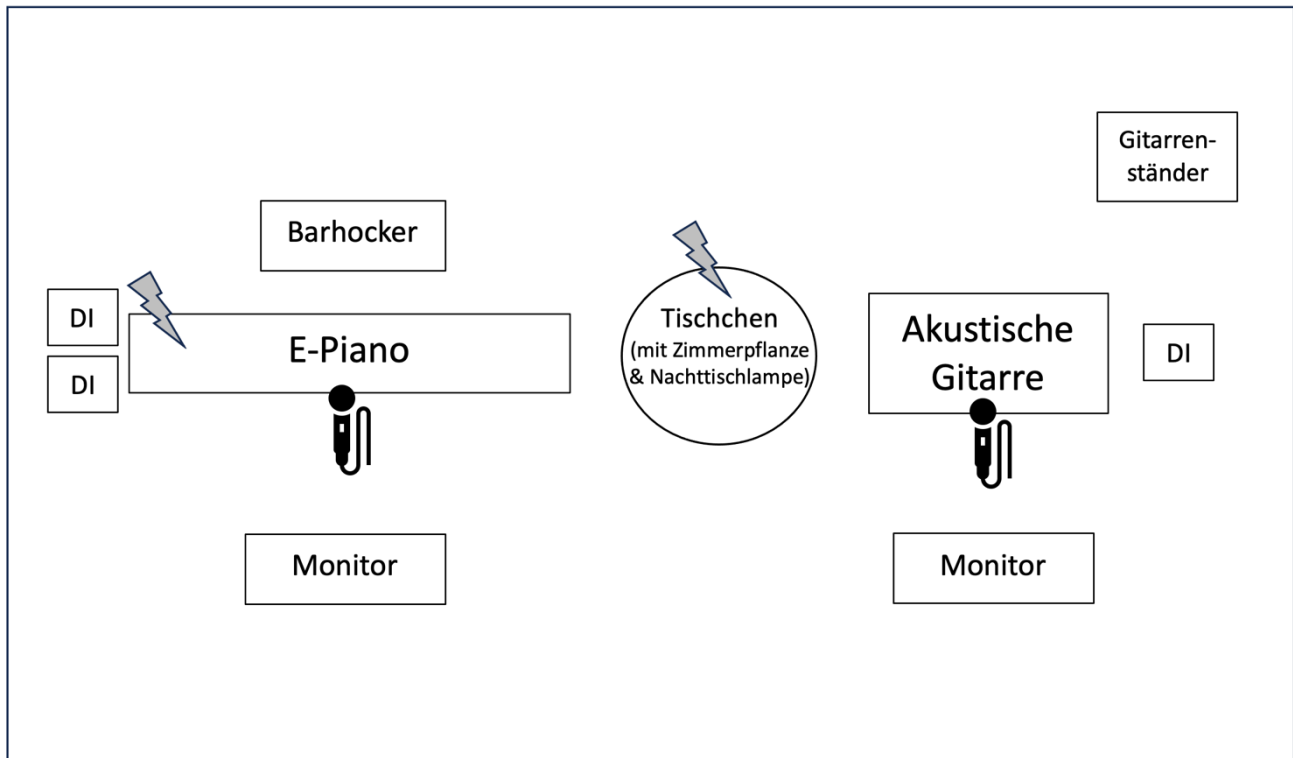 Gitarren-
ständer
Barhocker
DI
DI
E-Piano
Tischchen
(mit Zimmerpflanze
& Nachttischlampe)
Akustische
Gitarre
DI
Monitor
Monitor